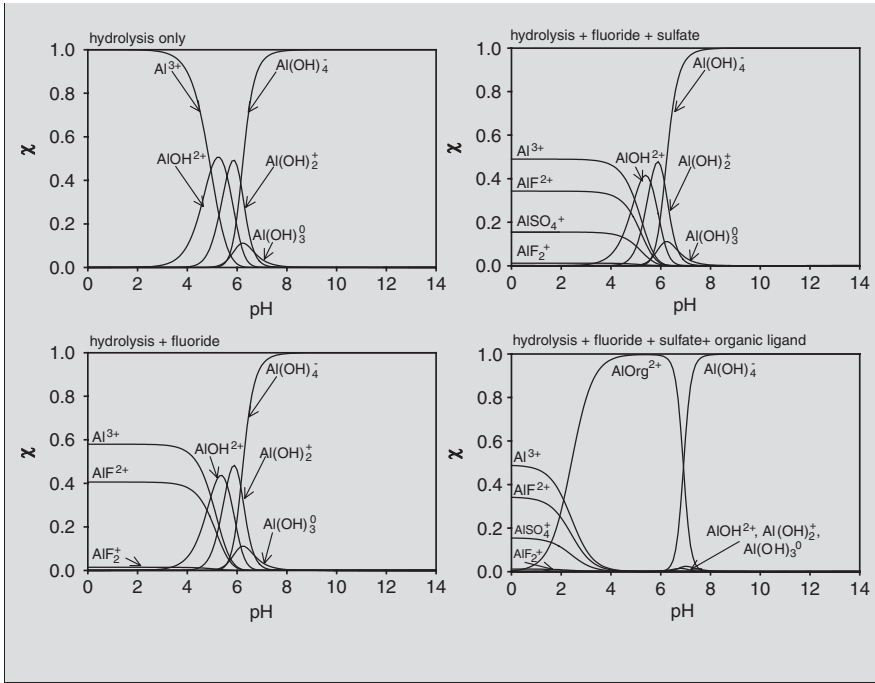 hydrolysis only
1.0
0.8
0.6
0.4
0.2
0.0
χ
Al³⁺
Al(OH)₄⁻
AlOH²⁺
Al(OH)₂⁺
Al(OH)₃⁰
0 2 4 6 8 10 12 14
pH
hydrolysis + fluoride + sulfate
1.0
0.8
0.6
0.4
0.2
0.0
χ
Al(OH)₄⁻
Al³⁺
AlOH²⁺
Al(OH)₂⁺
AlF²⁺
AlSO₄⁺
Al(OH)₃⁰
AlF₂⁺
0 2 4 6 8 10 12 14
pH
hydrolysis + fluoride
1.0
0.8
0.6
0.4
0.2
0.0
χ
Al(OH)₄⁻
Al³⁺
AlOH²⁺
Al(OH)₂⁺
AlF²⁺
Al(OH)₃⁰
AlF₂⁺
0 2 4 6 8 10 12 14
pH
hydrolysis + fluoride + sulfate+ organic ligand
1.0
0.8
0.6
0.4
0.2
0.0
χ
AlOrg²⁺
Al(OH)₄⁻
Al³⁺
AlF²⁺
AlSO₄⁺
AlF₂⁺
AlOH²⁺, Al(OH)₂⁺,
Al(OH)₃⁰
0 2 4 6 8 10 12 14
pH